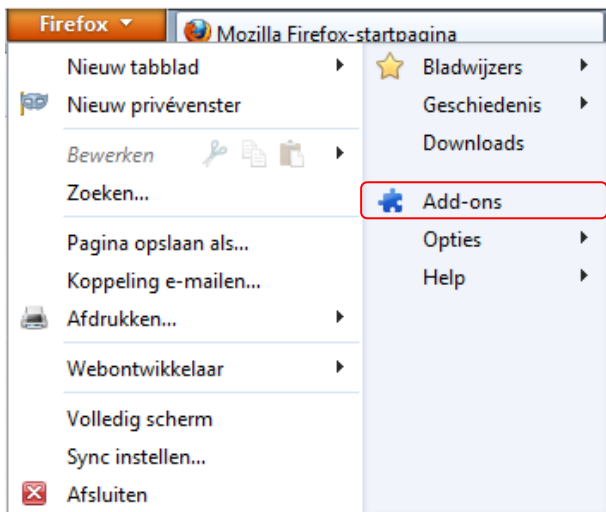 Firefox
Mozilla Firefox-startpagina
Nieuw tabblad
Nieuw privévenster
Bewerken
Zoeken...
Pagina opslaan als...
Koppeling e-mailen...
Afdrukken...
Webontwikkelaar
Volledig scherm
Sync instellen...
Afsluiten
Bladwijzers
Geschiedenis
Downloads
Add-ons
Opties
Help